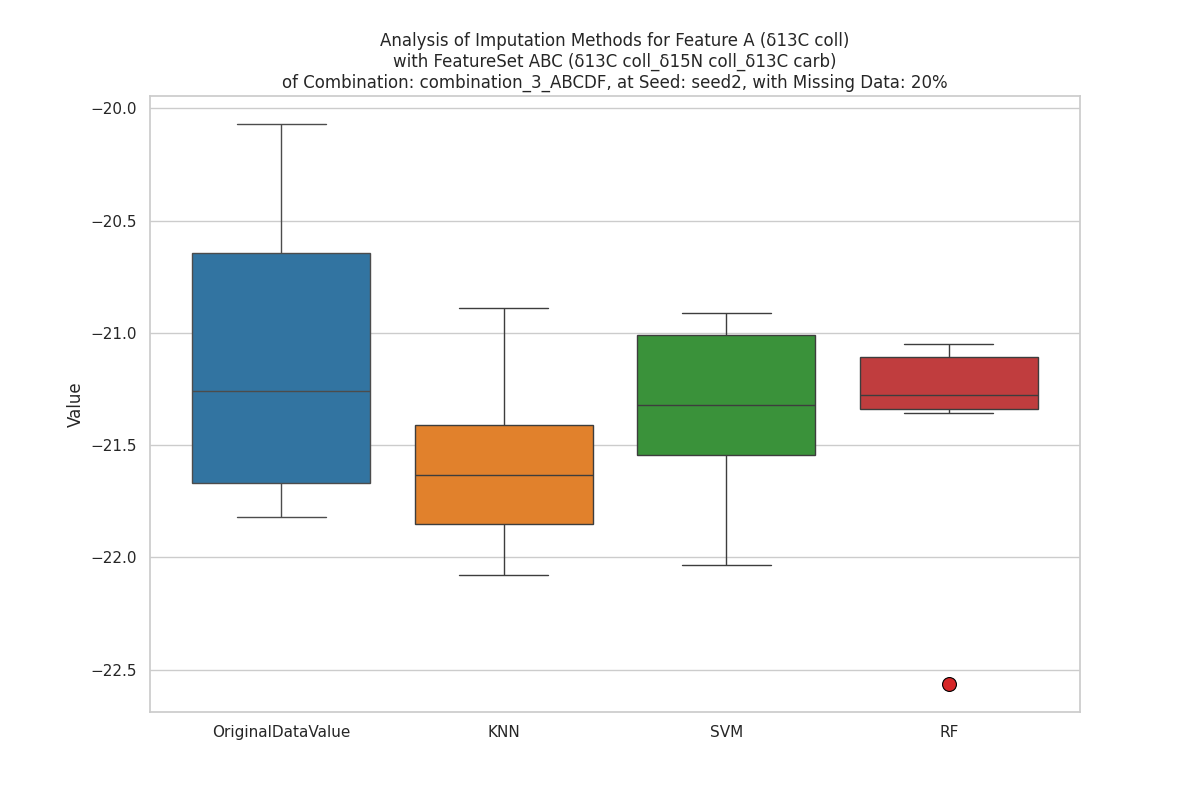 Analysis of Imputation Methods for Feature A (δ13C coll)
with FeatureSet ABC (δ13C coll_δ15N coll_δ13C carb)
of Combination: combination_3_ABCDF, at Seed: seed2, with Missing Data: 20%
−20.0
−20.5
−21.0
−21.5
−22.0
−22.5
Value
OriginalDataValue
KNN
SVM
RF